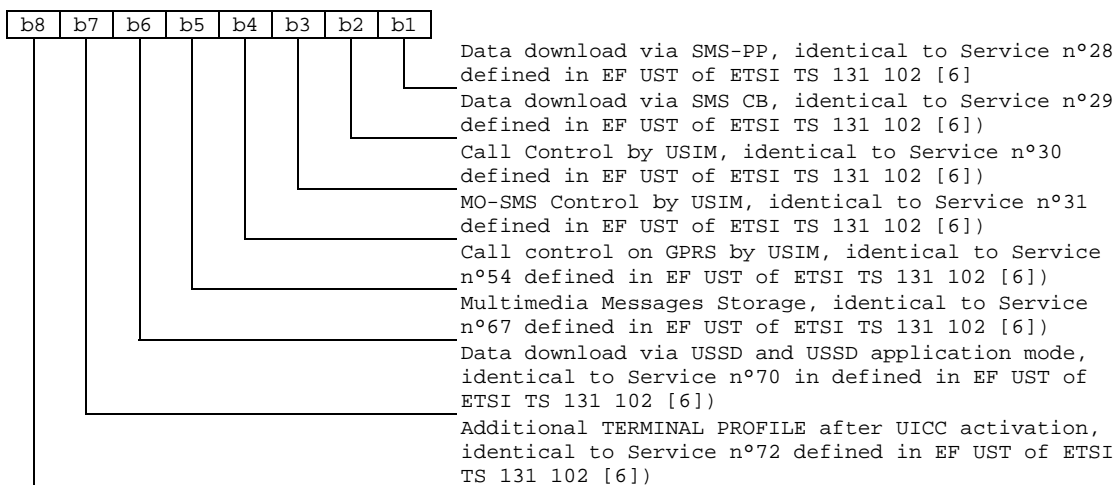 b8 b7 b6 b5 b4 b3 b2 b1
Data download via SMS-PP, identical to Service n°28
defined in EF UST of ETSI TS 131 102 [6]
Data download via SMS CB, identical to Service n°29
defined in EF UST of ETSI TS 131 102 [6])
Call Control by USIM, identical to Service n°30
defined in EF UST of ETSI TS 131 102 [6])
MO-SMS Control by USIM, identical to Service n°31
defined in EF UST of ETSI TS 131 102 [6])
Call control on GPRS by USIM, identical to Service
n°54 defined in EF UST of ETSI TS 131 102 [6])
Multimedia Messages Storage, identical to Service
n°67 defined in EF UST of ETSI TS 131 102 [6])
Data download via USSD and USSD application mode,
identical to Service n°70 in defined in EF UST of
ETSI TS 131 102 [6])
Additional TERMINAL PROFILE after UICC activation,
identical to Service n°72 defined in EF UST of ETSI
TS 131 102 [6])